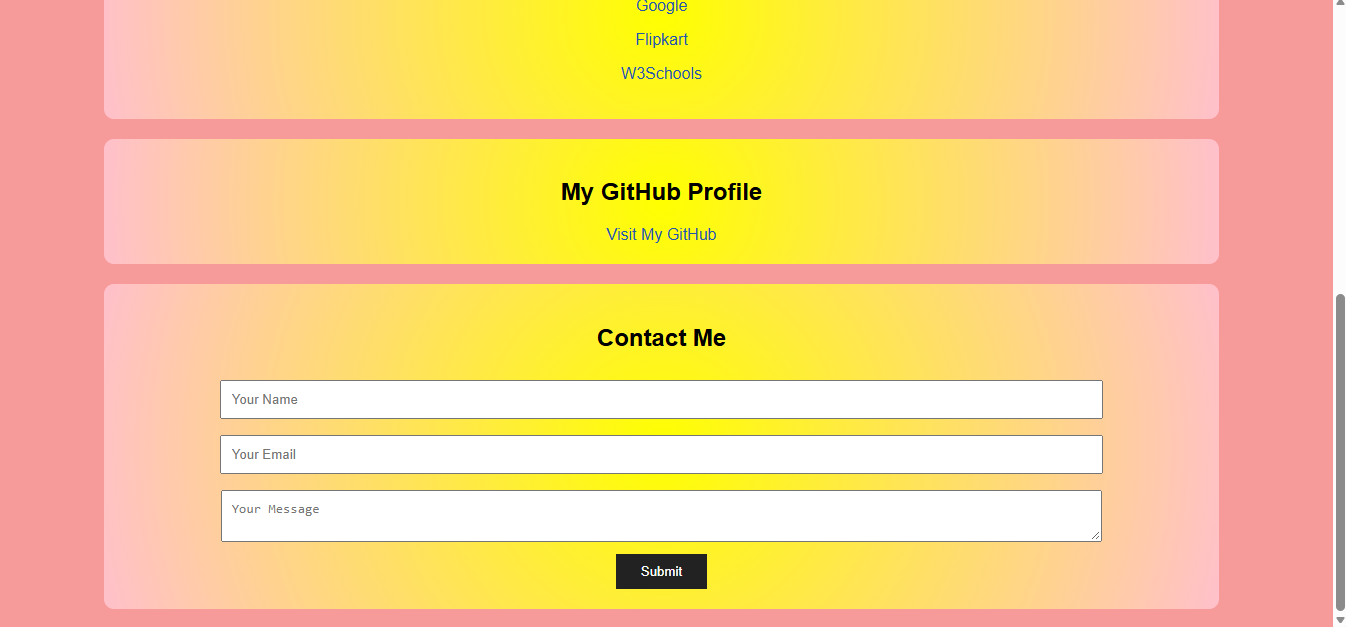 Google
Flipkart
W3Schools
My GitHub Profile
Visit My GitHub
Contact Me
Your Name
Your Email
Your Message
Submit